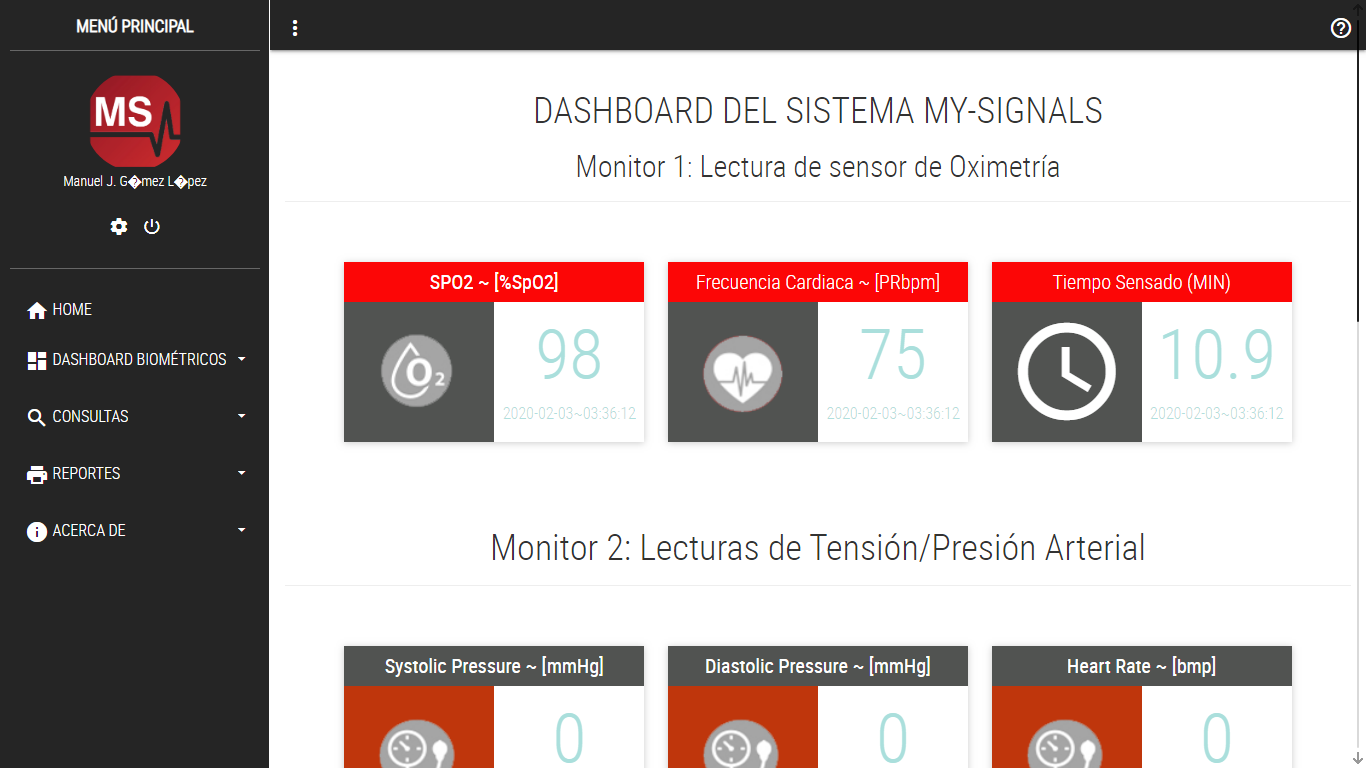 MENÚ PRINCIPAL
MS
Manuel J. G�mez L�pez
HOME
DASHBOARD BIOMÉTRICOS
CONSULTAS
REPORTES
ACERCA DE
DASHBOARD DEL SISTEMA MY-SIGNALS
Monitor 1: Lectura de sensor de Oximetría
SPO2 ~ [%SpO2]
O2
98
2020-02-03~03:36:12
Frecuencia Cardiaca ~ [PRbpm]
75
2020-02-03~03:36:12
Tiempo Sensado (MIN)
10.9
2020-02-03~03:36:12
Monitor 2: Lecturas de Tensión/Presión Arterial
Systolic Pressure ~ [mmHg]
0
Diastolic Pressure ~ [mmHg]
0
Heart Rate ~ [bmp]
0